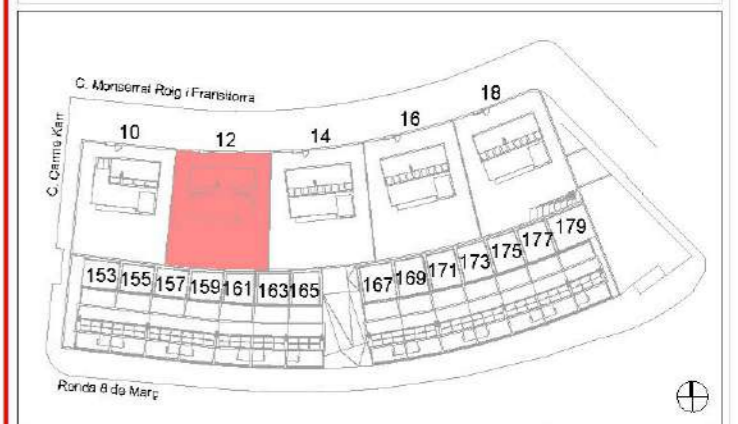 C. Monserrat Roig i Fransitorra
C. Carme Karr
10
12
14
16
18
153 155 157 159 161 163 165
167 169 171 173 175 177 179
Ronda 8 de Març